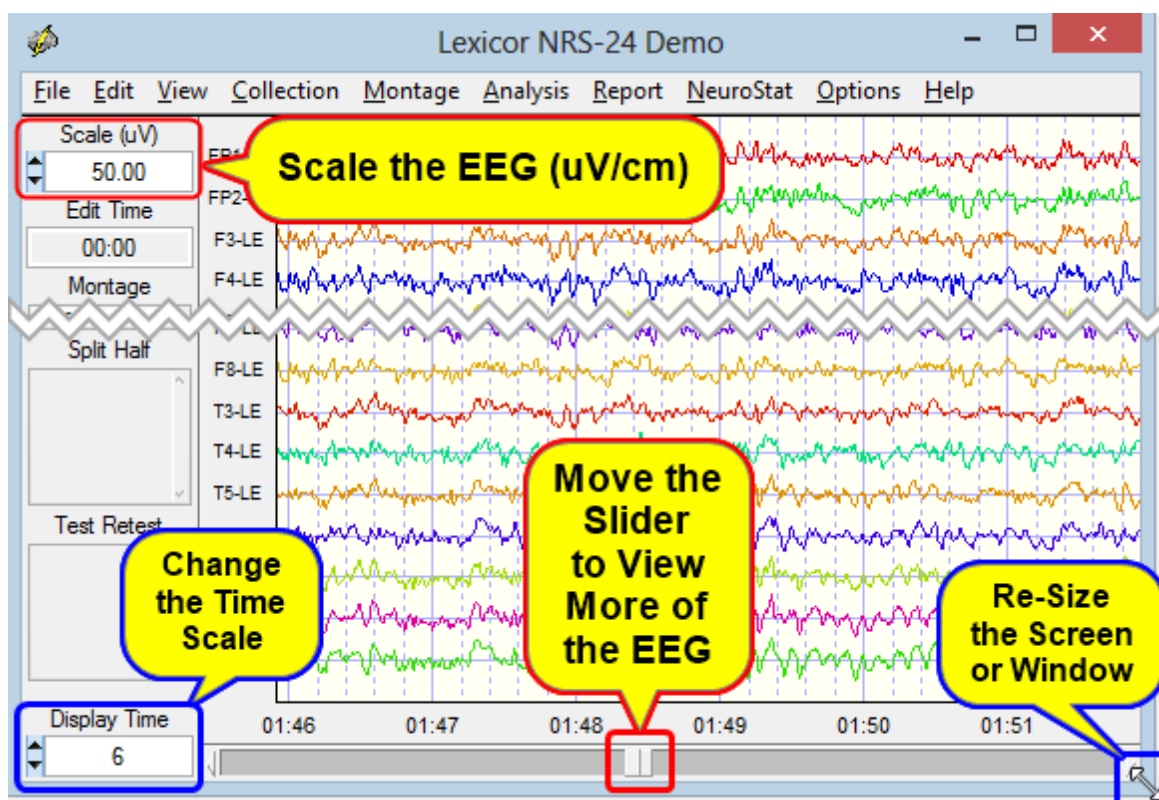 Lexicor NRS-24 Demo
File Edit View Collection Montage Analysis Report NeuroStat Options Help
Scale (uV)
50.00
Scale the EEG (uV/cm)
Edit Time
00:00
Montage
Split Half
Test Retest
FP2-
F3-LE
F4-LE
F8-LE
T3-LE
T4-LE
T5-LE
Change
the Time
Scale
Move the
Slider
to View
More of
the EEG
Re-Size
the Screen
or Window
Display Time
6
01:46 01:47 01:48 01:49 01:50 01:51